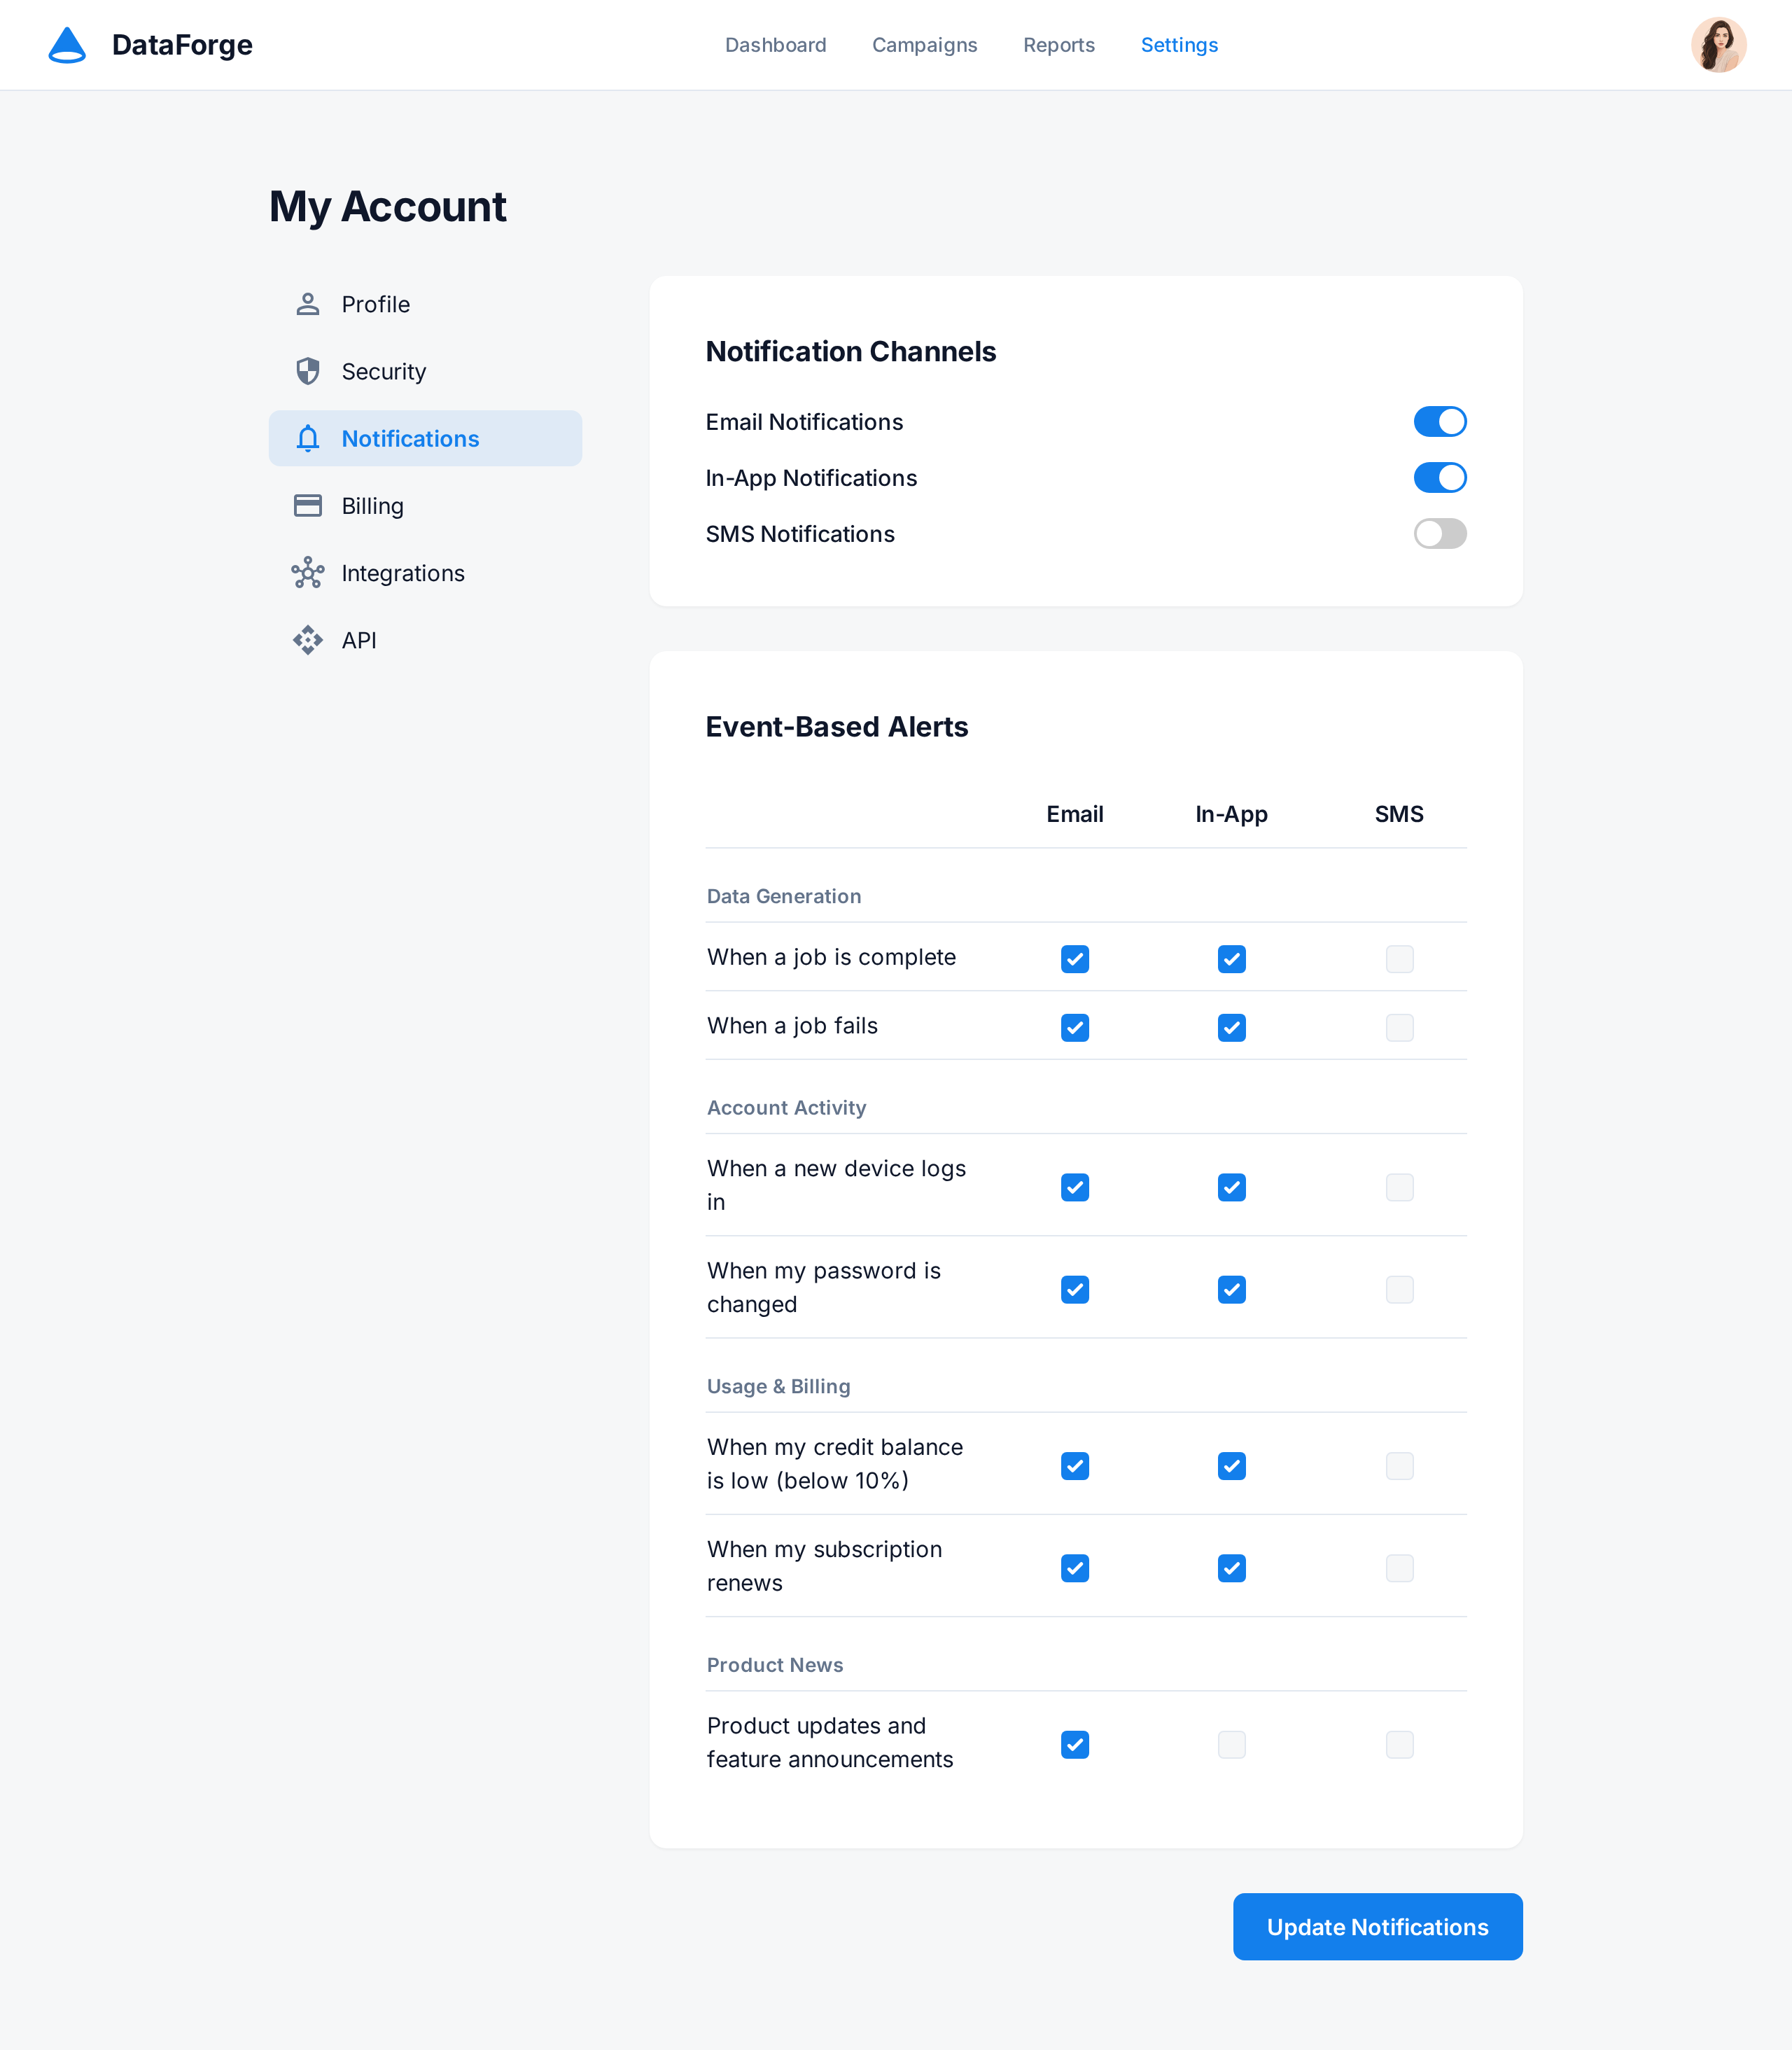 DataForge
Dashboard
Campaigns
Reports
Settings
My Account
Profile
Security
Notifications
Billing
Integrations
API
Notification Channels
Email Notifications
In-App Notifications
SMS Notifications
Event-Based Alerts
Email
In-App
SMS
Data Generation
When a job is complete
When a job fails
Account Activity
When a new device logs
in
When my password is
changed
Usage & Billing
When my credit balance
is low (below 10%)
When my subscription
renews
Product News
Product updates and
feature announcements
Update Notifications